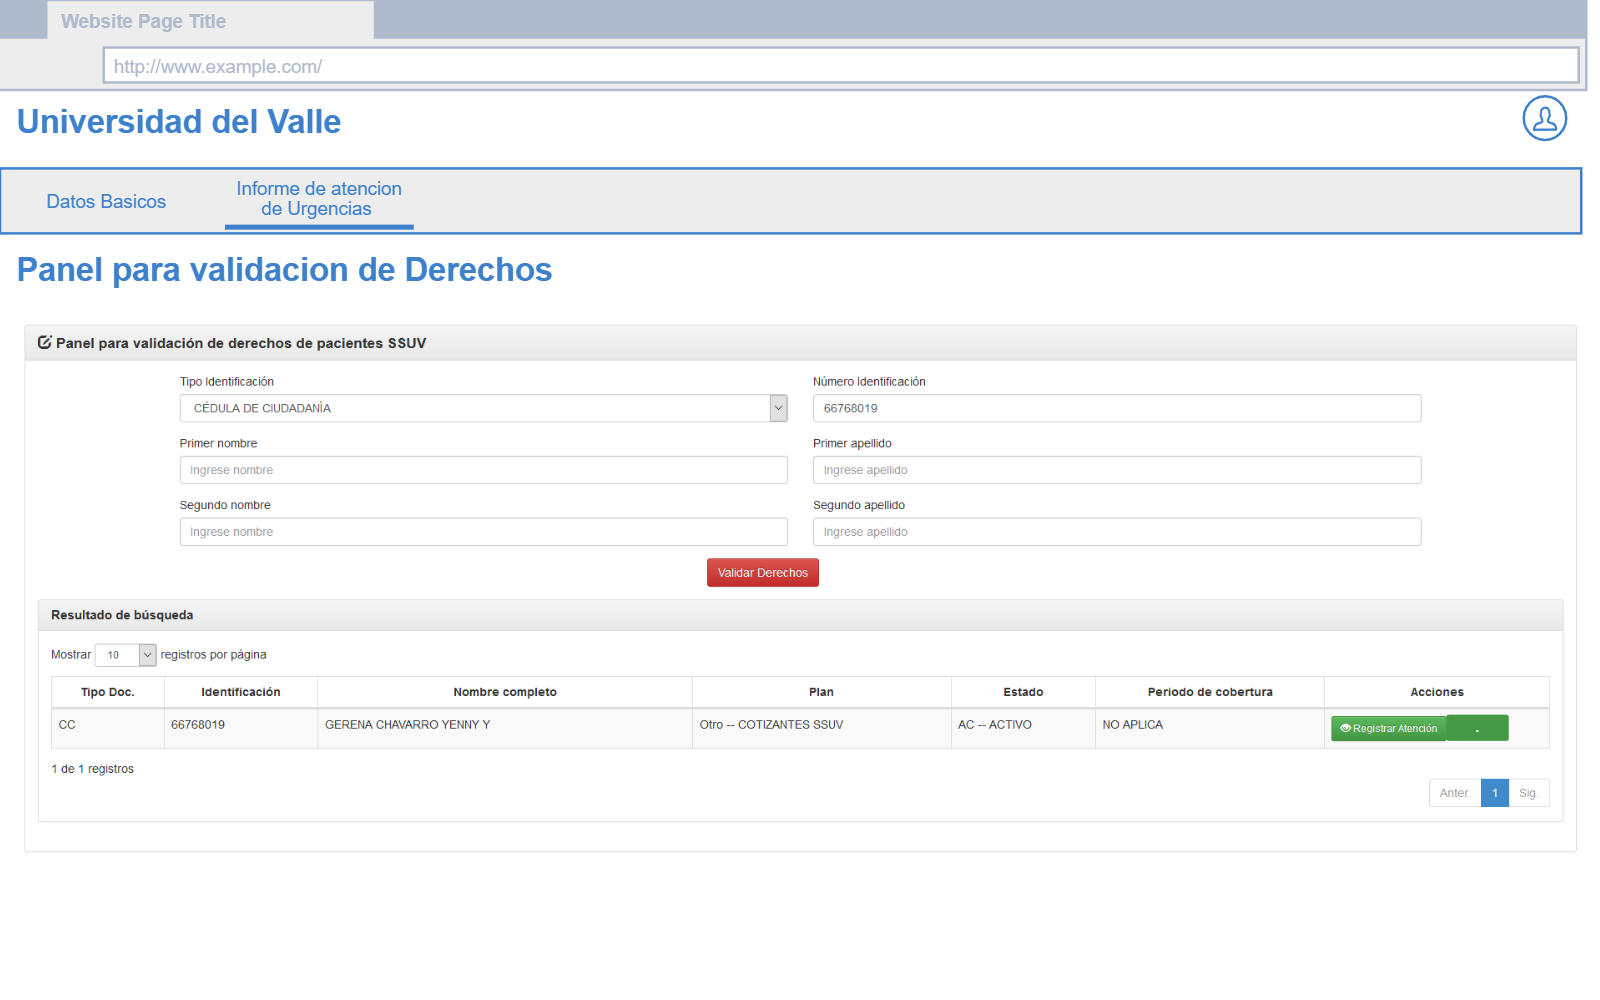 Website Page Title
http://www.example.com/
Universidad del Valle
Datos Basicos
Informe de atencion
de Urgencias
Panel para validacion de Derechos
Panel para validación de derechos de pacientes SSUV
Tipo Identificación
Número Identificación
CÉDULA DE CIUDADANÍA
66768019
Primer nombre
Primer apellido
Ingrese nombre
Ingrese apellido
Segundo nombre
Segundo apellido
Ingrese nombre
Ingrese apellido
Validar Derechos
Resultado de búsqueda
Mostrar 10 registros por página
Tipo Doc. Identificación Nombre completo Plan Estado Periodo de cobertura Acciones
CC 66768019 GERENA CHAVARRO YENNY Y Otro -- COTIZANTES SSUV AC -- ACTIVO NO APLICA Registrar Atención .
1 de 1 registros
Anter. 1 Sig.